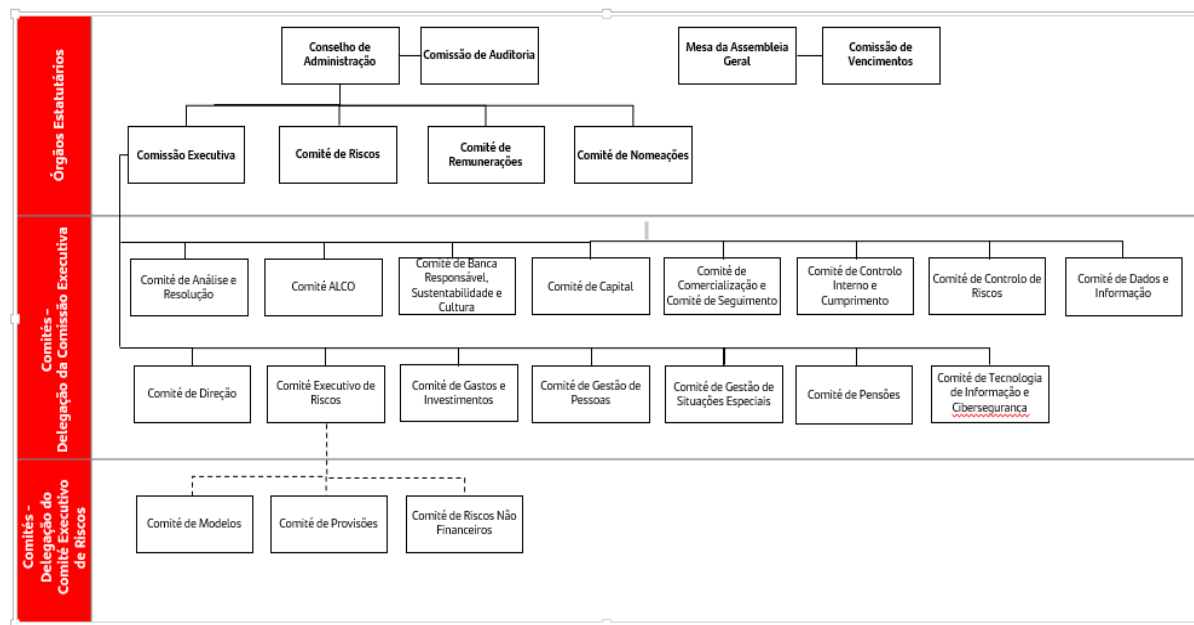 Órgãos Estatutários
Conselho de
Administração
Comissão de Auditoria
Mesa da Assembleia
Geral
Comissão de
Vencimentos
Comissão Executiva
Comité de Riscos
Comité de
Remunerações
Comité de Nomeações
Comités –
Delegação da Comissão Executiva
Comité de Análise e
Resolução
Comité ALCO
Comité de Banca
Responsável,
Sustentabilidade e
Cultura
Comité de Capital
Comité de
Comercialização e
Comité de Seguimento
Comité de Controlo
Interno e
Cumprimento
Comité de Controlo de
Riscos
Comité de Dados e
Informação
Comité de Direção
Comité Executivo de
Riscos
Comité de Gastos e
Investimentos
Comité de Gestão de
Pessoas
Comité de Gestão de
Situações Especiais
Comité de Pensões
Comité de Tecnologia
de Informação e
Cibersegurança
Comités –
Delegação do
Comité Executivo
de Riscos
Comité de Modelos
Comité de Provisões
Comité de Riscos Não
Financeiros